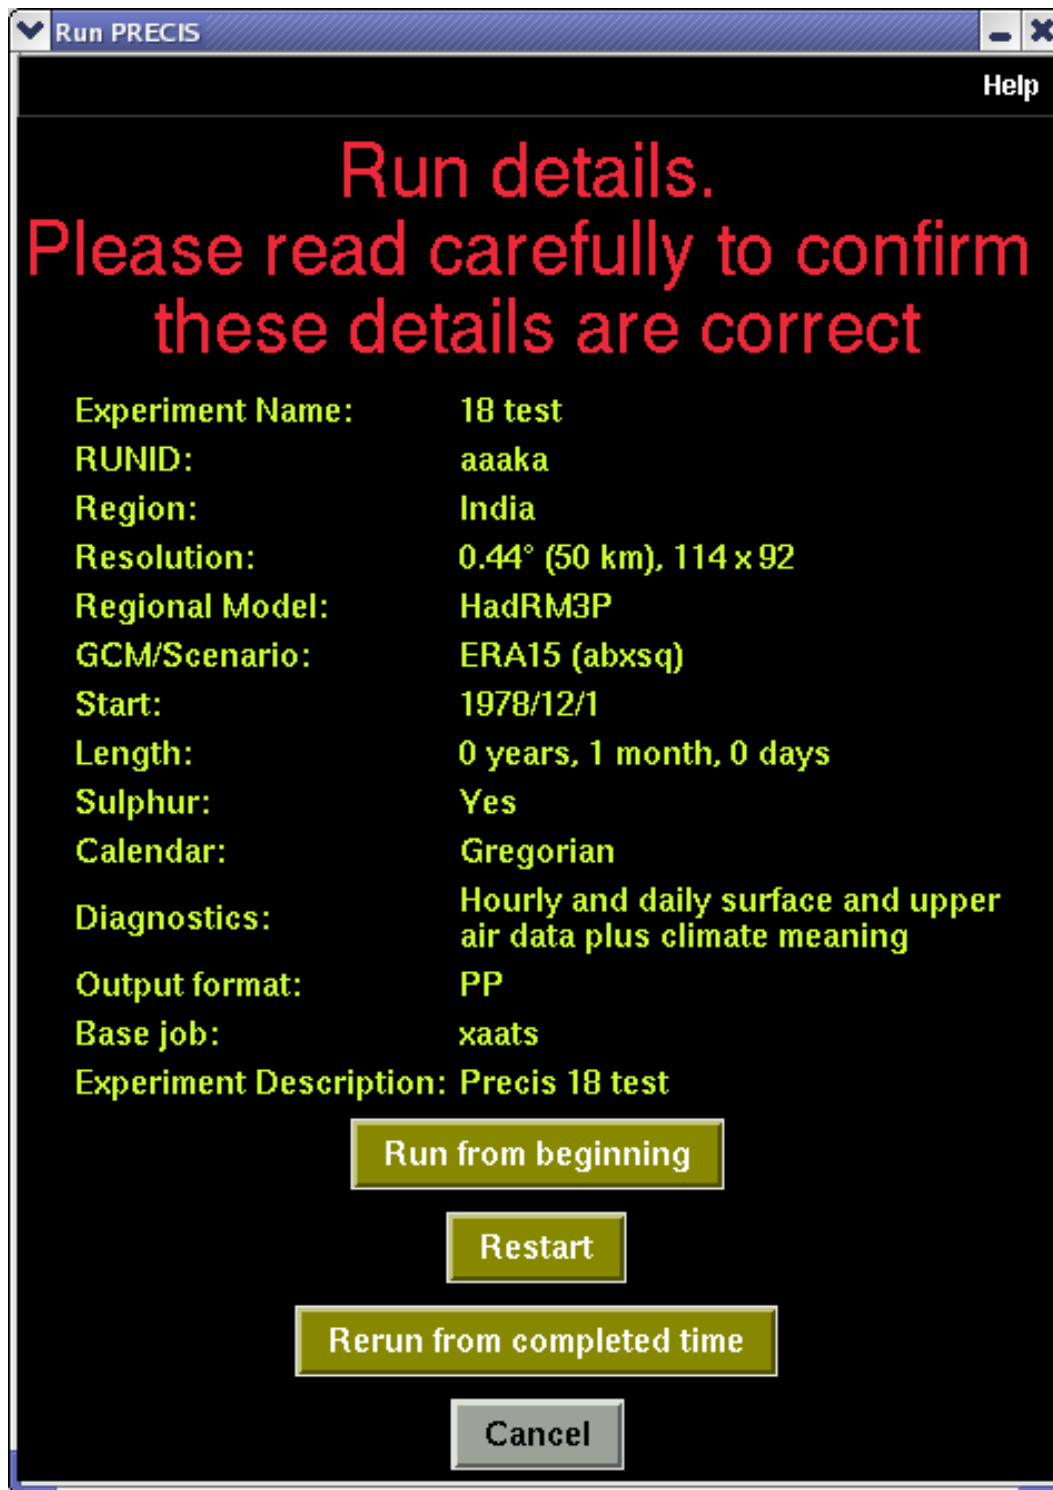 Run PRECIS
Help
Run details.
Please read carefully to confirm
these details are correct
Experiment Name: 18 test
RUNID: aaaka
Region: India
Resolution: 0.44° (50 km), 114 x 92
Regional Model: HadRM3P
GCM/Scenario: ERA15 (abxsq)
Start: 1978/12/1
Length: 0 years, 1 month, 0 days
Sulphur: Yes
Calendar: Gregorian
Diagnostics: Hourly and daily surface and upper
air data plus climate meaning
Output format: PP
Base job: xaats
Experiment Description: Precis 18 test
Run from beginning
Restart
Rerun from completed time
Cancel